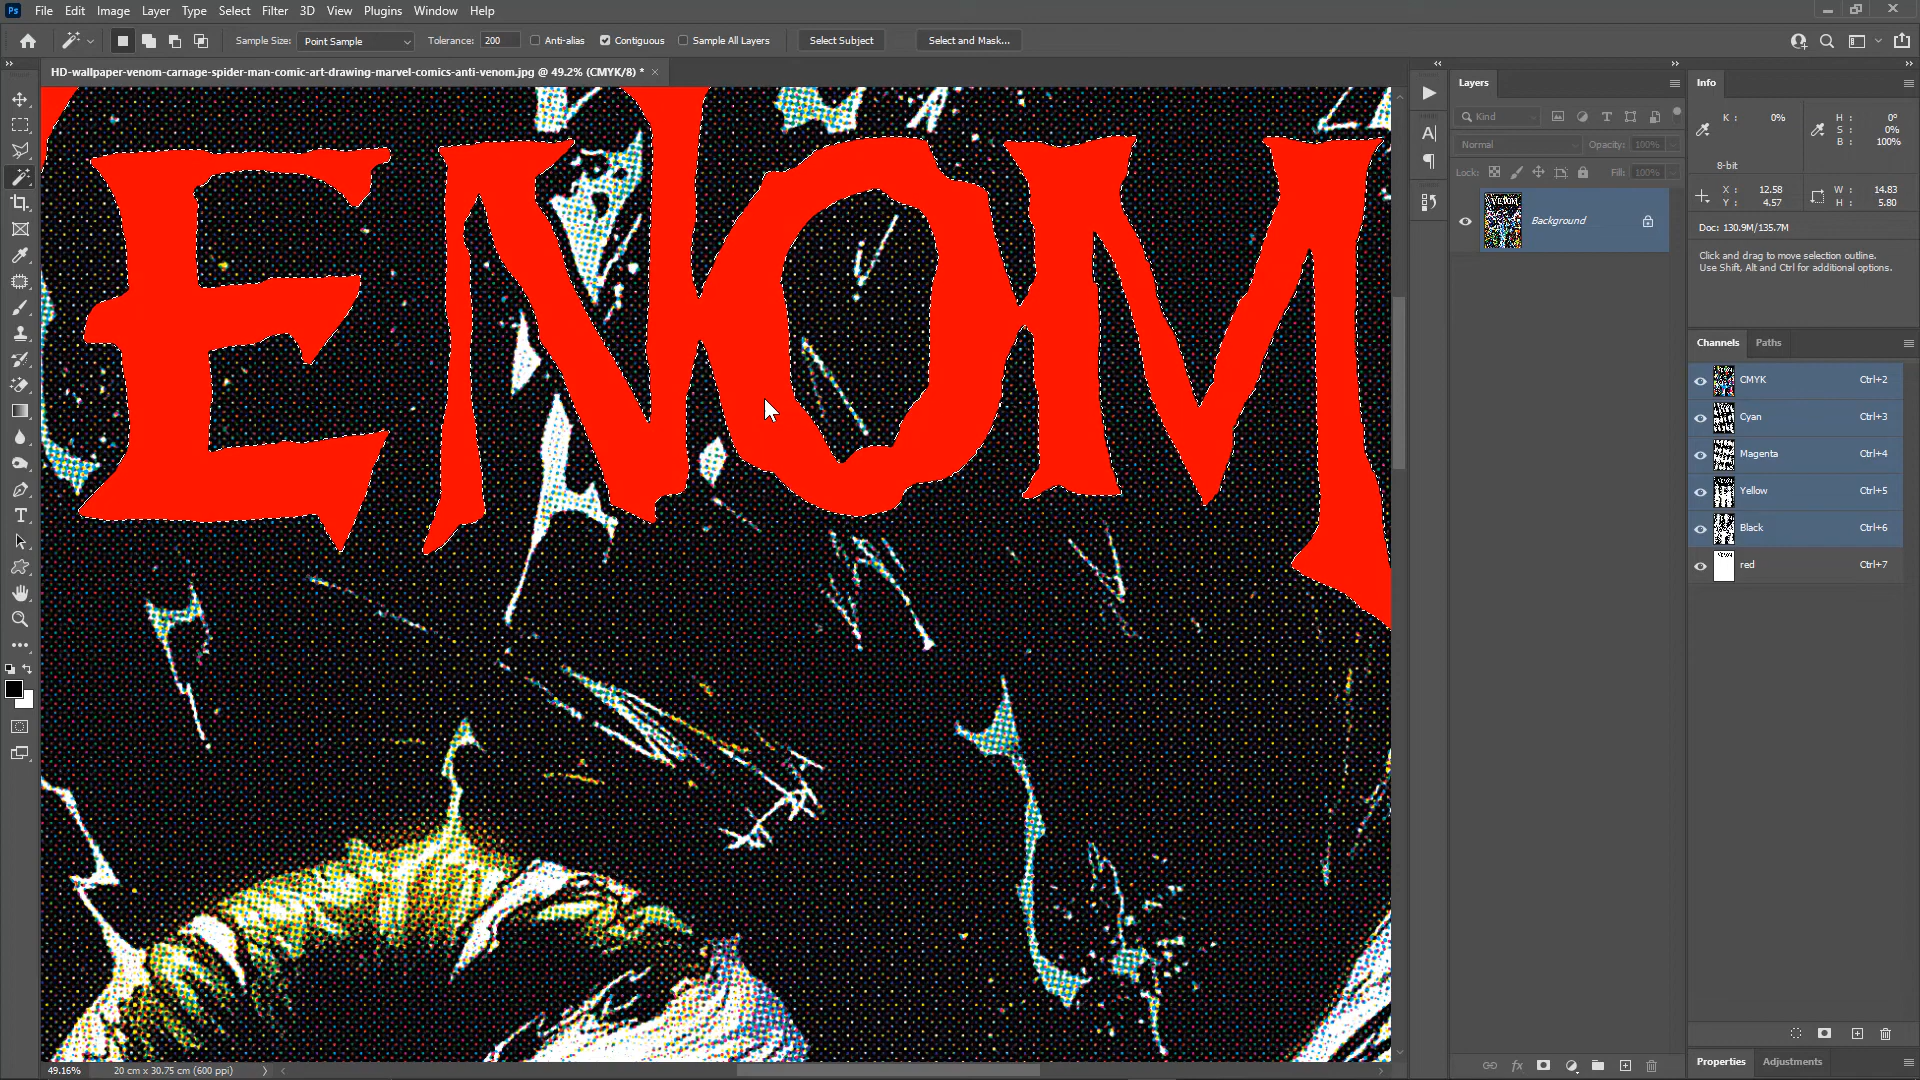 Ps File Edit Image Layer Type Select Filter 3D View Plugins Window Help
Sample Size: Point Sample Tolerance: 200 Anti-alias Contiguous Sample All Layers Select Subject Select and Mask...
HD-wallpaper-venom-carnage-spider-man-comic-art-drawing-marvel-comics-anti-venom.jpg @ 49.2% (CMYK/8) * ×
ENOM
49.16% 20 cm x 30.75 cm (600 ppi)
Layers
Kind
Normal Opacity: 100%
Lock: Fill: 100%
Background
Info
K : 0% H : 0°
S : 0%
B : 100%
8-bit
X : 12.58 W : 14.83
Y : 4.57 H : 5.80
Doc: 130.9M/135.7M
Click and drag to move selection outline.
Use Shift, Alt and Ctrl for additional options.
Channels Paths
CMYK Ctrl+2
Cyan Ctrl+3
Magenta Ctrl+4
Yellow Ctrl+5
Black Ctrl+6
red Ctrl+7
fx
Properties Adjustments